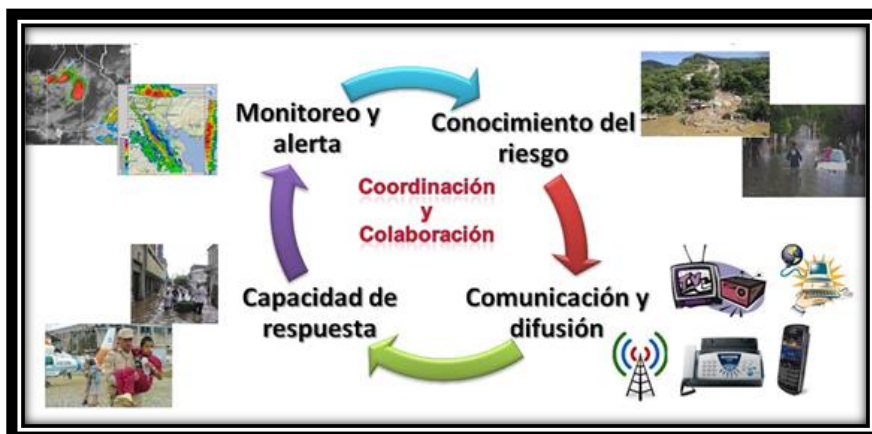 Monitoreo y
alerta
Conocimiento del
riesgo
Coordinación
y
Colaboración
Capacidad de
respuesta
Comunicación y
difusión